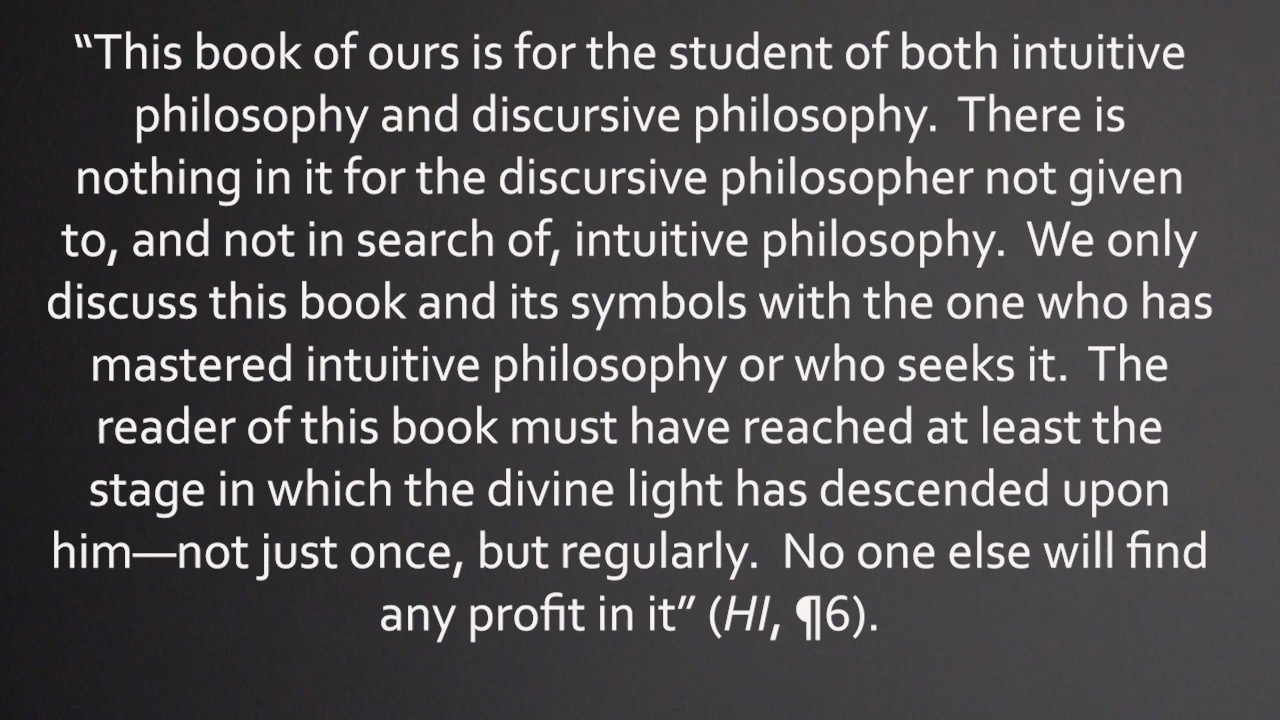 “This book of ours is for the student of both intuitive
philosophy and discursive philosophy.  There is
nothing in it for the discursive philosopher not given
to, and not in search of, intuitive philosophy.  We only
discuss this book and its symbols with the one who has
mastered intuitive philosophy or who seeks it.  The
reader of this book must have reached at least the
stage in which the divine light has descended upon
him—not just once, but regularly.  No one else will find
any profit in it” (HI, ¶6).